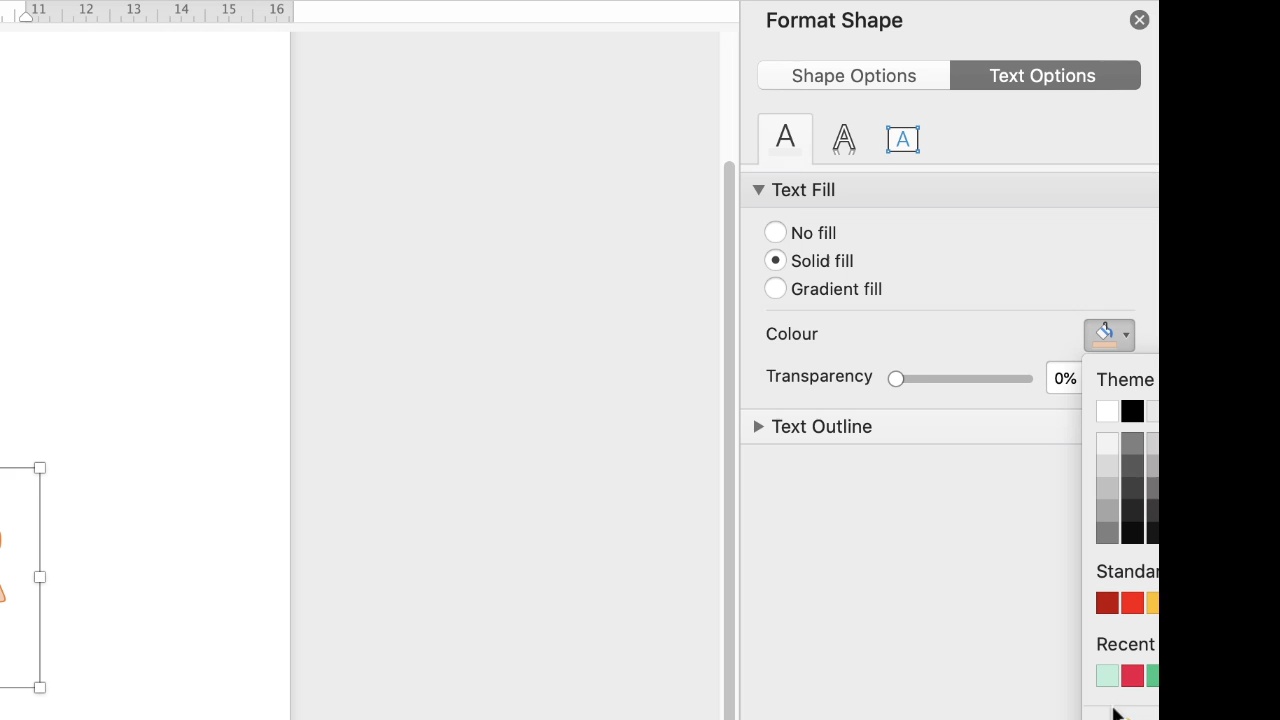 11 12 13 14 15 16
Format Shape
Shape Options Text Options
A A A
Text Fill
No fill
Solid fill
Gradient fill
Colour
Transparency 0%
Theme
Text Outline
Standar
Recent